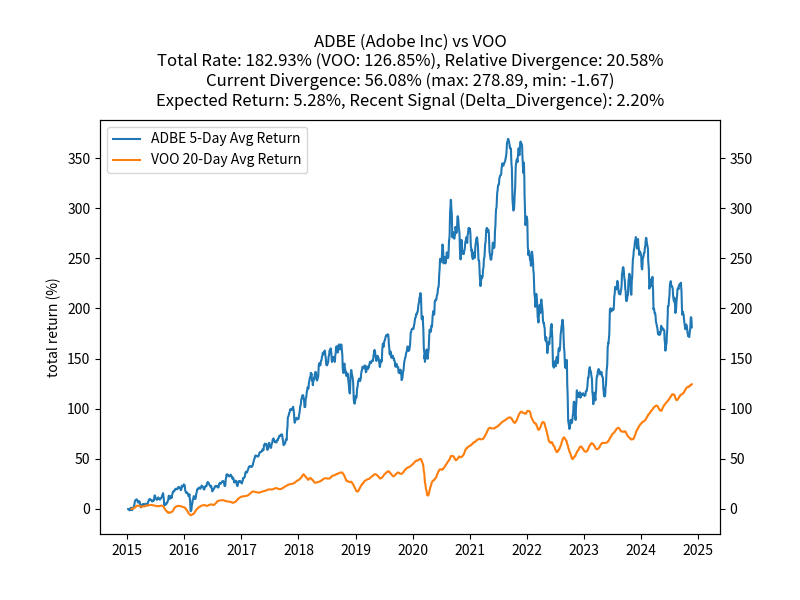 ADBE (Adobe Inc) vs VOO
Total Rate: 182.93% (VOO: 126.85%), Relative Divergence: 20.58%
Current Divergence: 56.08% (max: 278.89, min: -1.67)
Expected Return: 5.28%, Recent Signal (Delta_Divergence): 2.20%
ADBE 5-Day Avg Return
VOO 20-Day Avg Return
total return (%)
350 350
300 300
250 250
200 200
150 150
100 100
50 50
0 0
2015 2016 2017 2018 2019 2020 2021 2022 2023 2024 2025